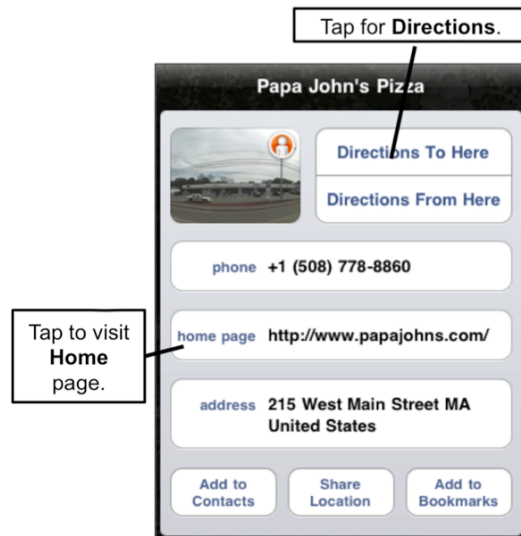 Tap for Directions.
Papa John's Pizza
Directions To Here
Directions From Here
phone +1 (508) 778-8860
Tap to visit
Home
page.
home page http://www.papajohns.com/
address 215 West Main Street MA
United States
Add to
Contacts
Share
Location
Add to
Bookmarks